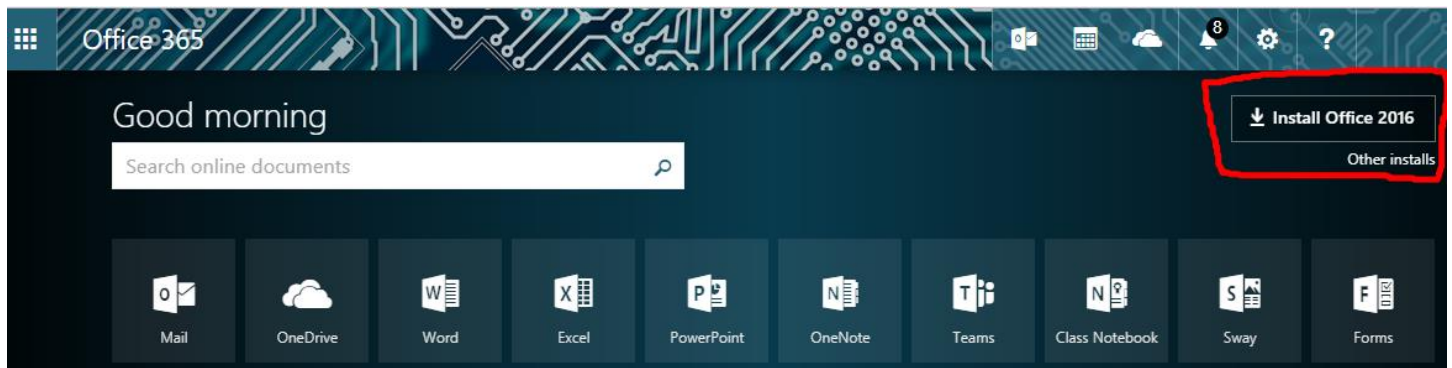 Office 365
8
?
Good morning
Install Office 2016
Search online documents
Other installs
Mail
OneDrive
Word
Excel
PowerPoint
OneNote
Teams
Class Notebook
Sway
Forms